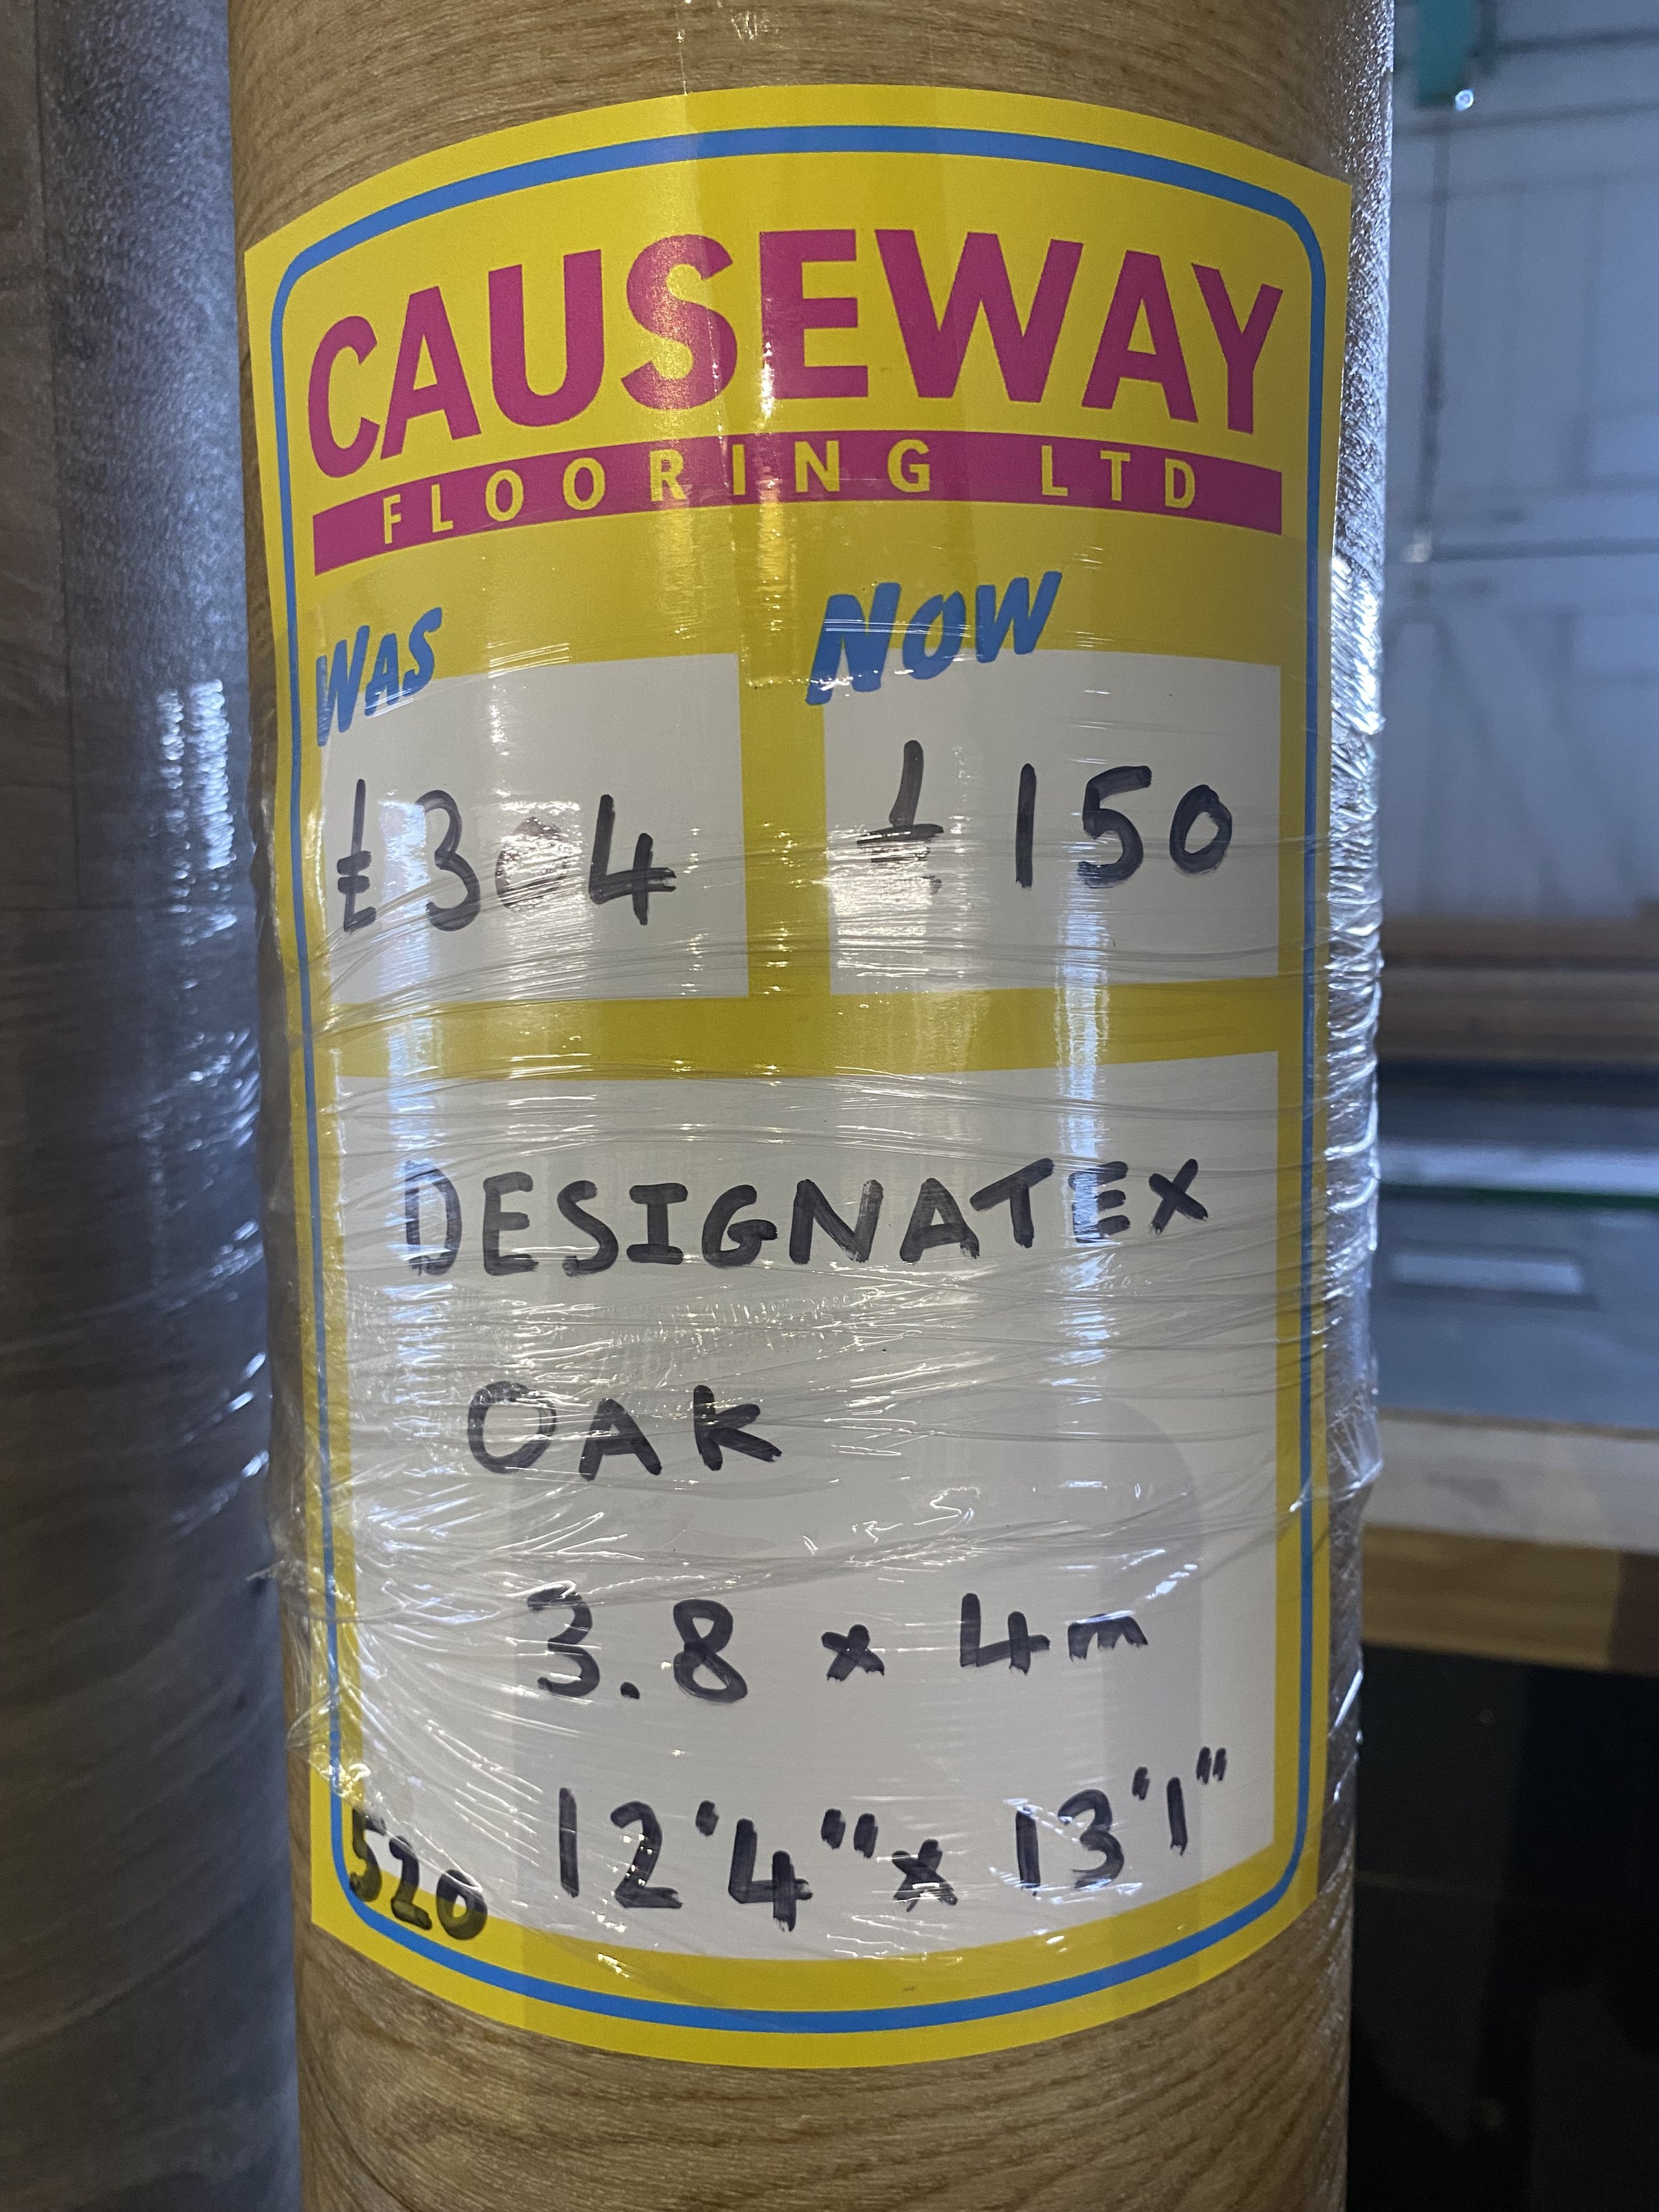 CAUSEWAY
FLOORING LTD
WAS NOW
£304 £150
DESIGNATEX
OAK
3.8 x 4m
12'4" x 13'1"
520